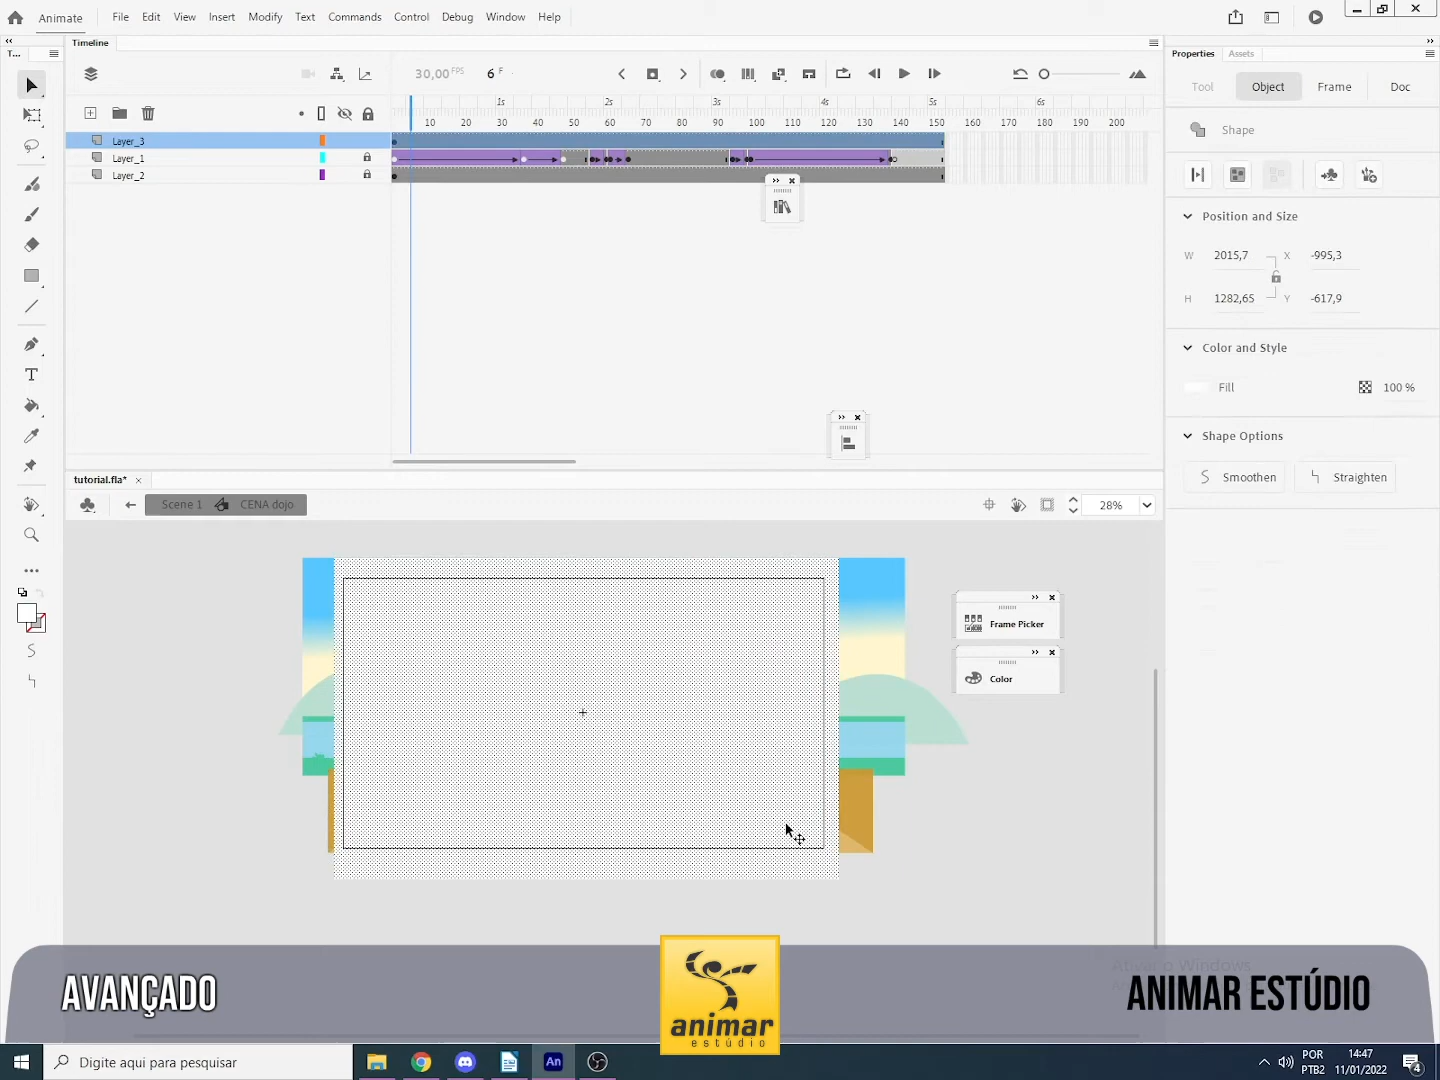 Animate File Edit View Insert Modify Text Commands Control Debug Window Help
T... Timeline Properties Assets
30,00 FPS 6 F
Tool Object Frame Poc
1s 2s 3s 4s 5s 6s
10 20 30 40 50 60 70 80 90 100 110 120 130 140 150 160 170 180 190 200
Shape
Layer_3
Layer_1
Layer_2
Position and Size
W 2015,7 X -995,3
H 1282,65 Y -617,9
Color and Style
Fill 100 %
Shape Options
Smoothen Straighten
tutorial.fla* ×
Scene 1 CENA dojo 28%
Frame Picker
Color
AVANÇADO
animar
estúdio
ANIMAR ESTÚDIO
Digite aqui para pesquisar
An
POR
PTB2
14:47
11/01/2022
4